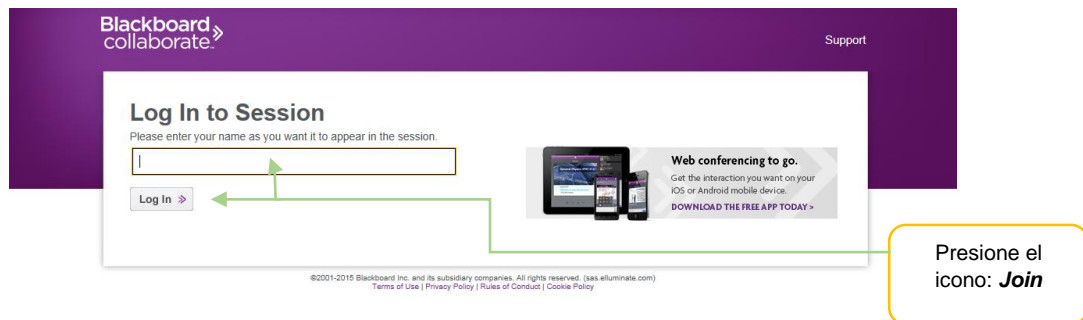 Blackboard
collaborate.
Support
Log In to Session
Please enter your name as you want it to appear in the session.
Log In »
Web conferencing to go.
Get the interaction you want on your
iOS or Android mobile device.
DOWNLOAD THE FREE APP TODAY >
Presione el
icono: Join
©2001-2015 Blackboard Inc. and its subsidiary companies. All rights reserved. (sas.elluminate.com)
Terms of Use | Privacy Policy | Rules of Conduct | Cookie Policy